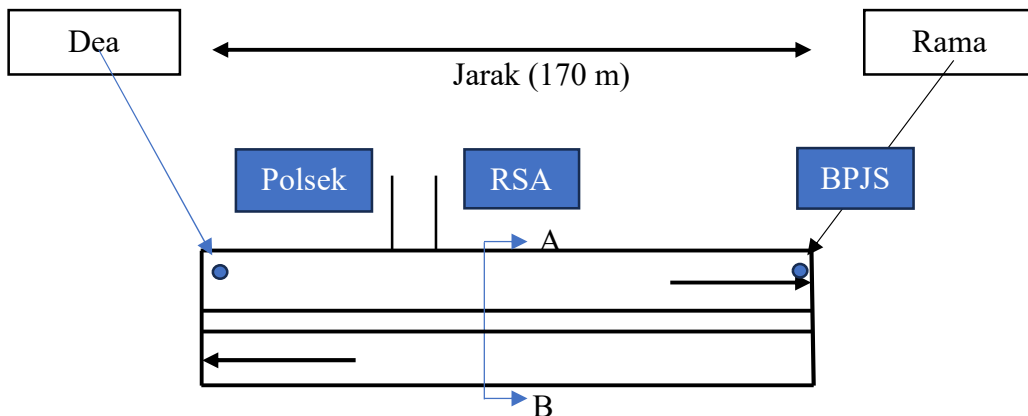 Dea
Rama
Jarak (170 m)
Polsek
RSA
BPJS
A
B